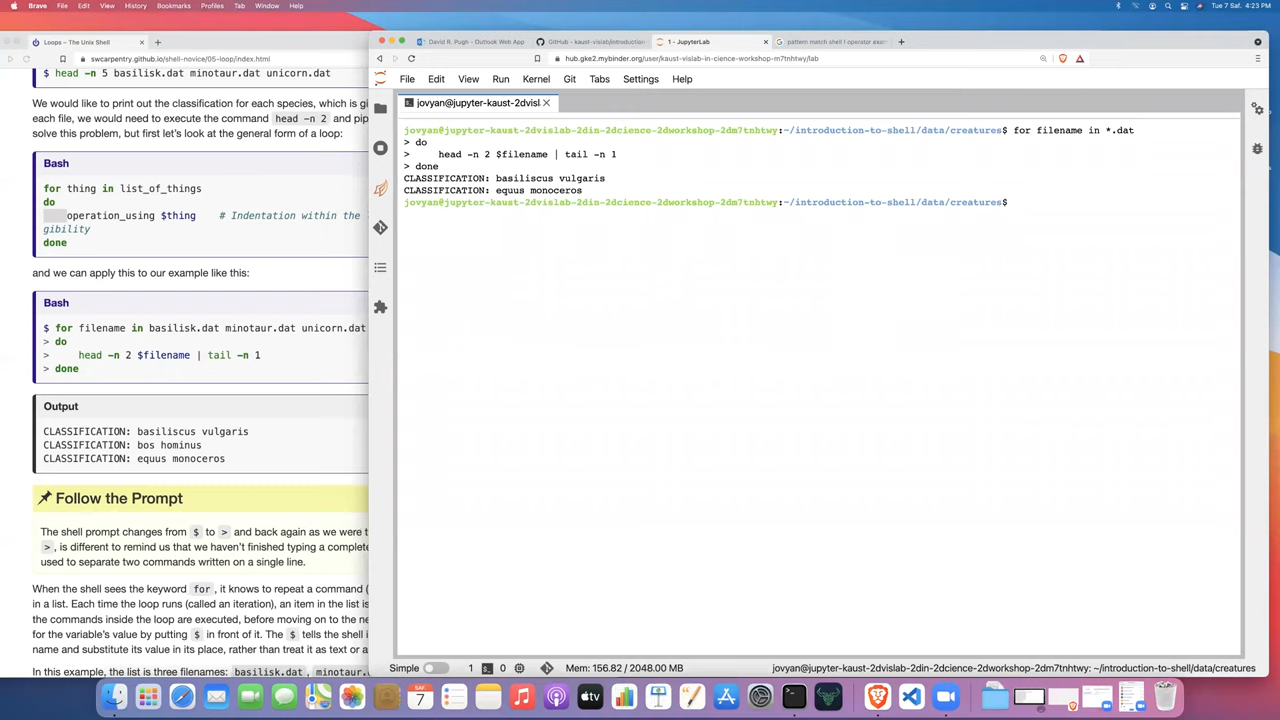 Brave File Edit View History Bookmarks Profiles Tab Window Help
Tue 7 Saf. 4:23 PM
Loops – The Unix Shell
swcarpentry.github.io/shell-novice/05-loop/index.html
$ head -n 5 basilisk.dat minotaur.dat unicorn.dat
We would like to print out the classification for each species, which is gi
each file, we would need to execute the command head -n 2 and pip
solve this problem, but first let's look at the general form of a loop:
Bash
for thing in list_of_things
do
operation_using $thing # Indentation within the
gibility
done
and we can apply this to our example like this:
Bash
$ for filename in basilisk.dat minotaur.dat unicorn.dat
> do
> head -n 2 $filename | tail -n 1
> done
Output
CLASSIFICATION: basiliscus vulgaris
CLASSIFICATION: bos hominus
CLASSIFICATION: equus monoceros
Follow the Prompt
The shell prompt changes from $ to > and back again as we were t
>, is different to remind us that we haven't finished typing a complete
used to separate two commands written on a single line.
When the shell sees the keyword for, it knows to repeat a command (
in a list. Each time the loop runs (called an iteration), an item in the list is
the commands inside the loop are executed, before moving on to the ne
for the variable's value by putting $ in front of it. The $ tells the shell i
name and substitute its value in its place, rather than treat it as text or a
In this example, the list is three filenames: basilisk.dat, minotaur.
David R. Pugh - Outlook Web App
GitHub - kaust-vislab/introduction
1 - JupyterLab
pattern match shell ! operator exa
hub.gke2.mybinder.org/user/kaust-vislab-in-cience-workshop-m7tnhtwy/lab
File Edit View Run Kernel Git Tabs Settings Help
jovyan@jupyter-kaust-2dvisl
jovyan@jupyter-kaust-2dvislab-2din-2dcience-2dworkshop-2dm7tnhtwy:~/introduction-to-shell/data/creatures$ for filename in *.dat
> do
> head -n 2 $filename | tail -n 1
> done
CLASSIFICATION: basiliscus vulgaris
CLASSIFICATION: equus monoceros
jovyan@jupyter-kaust-2dvislab-2din-2dcience-2dworkshop-2dm7tnhtwy:~/introduction-to-shell/data/creatures$
Simple 1 0 Mem: 156.82 / 2048.00 MB
jovyan@jupyter-kaust-2dvislab-2din-2dcience-2dworkshop-2dm7tnhtwy: ~/introduction-to-shell/data/creatures
SAF
7
tv